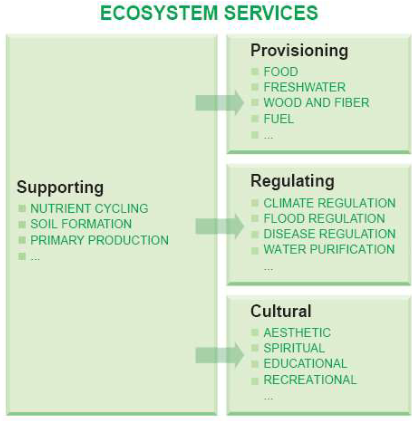 ECOSYSTEM SERVICES
Supporting
NUTRIENT CYCLING
SOIL FORMATION
PRIMARY PRODUCTION
...
Provisioning
FOOD
FRESHWATER
WOOD AND FIBER
FUEL
...
Regulating
CLIMATE REGULATION
FLOOD REGULATION
DISEASE REGULATION
WATER PURIFICATION
...
Cultural
AESTHETIC
SPIRITUAL
EDUCATIONAL
RECREATIONAL
...